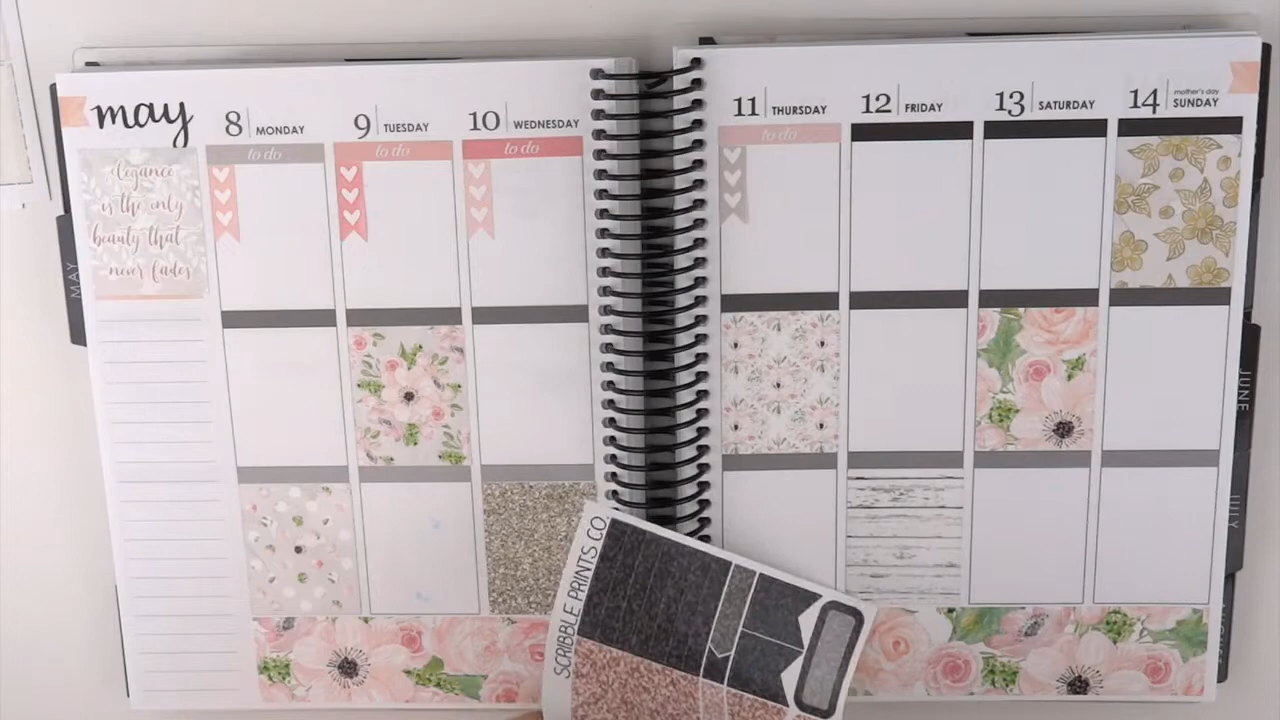 may
8 MONDAY
9 TUESDAY
10 WEDNESDAY
11 THURSDAY
12 FRIDAY
13 SATURDAY
14 mother's day SUNDAY
to do
to do
to do
to do
elegance
is the only
beauty that
never fades
MAY
JUNE
JULY
SCRIBBLE PRINTS CO.